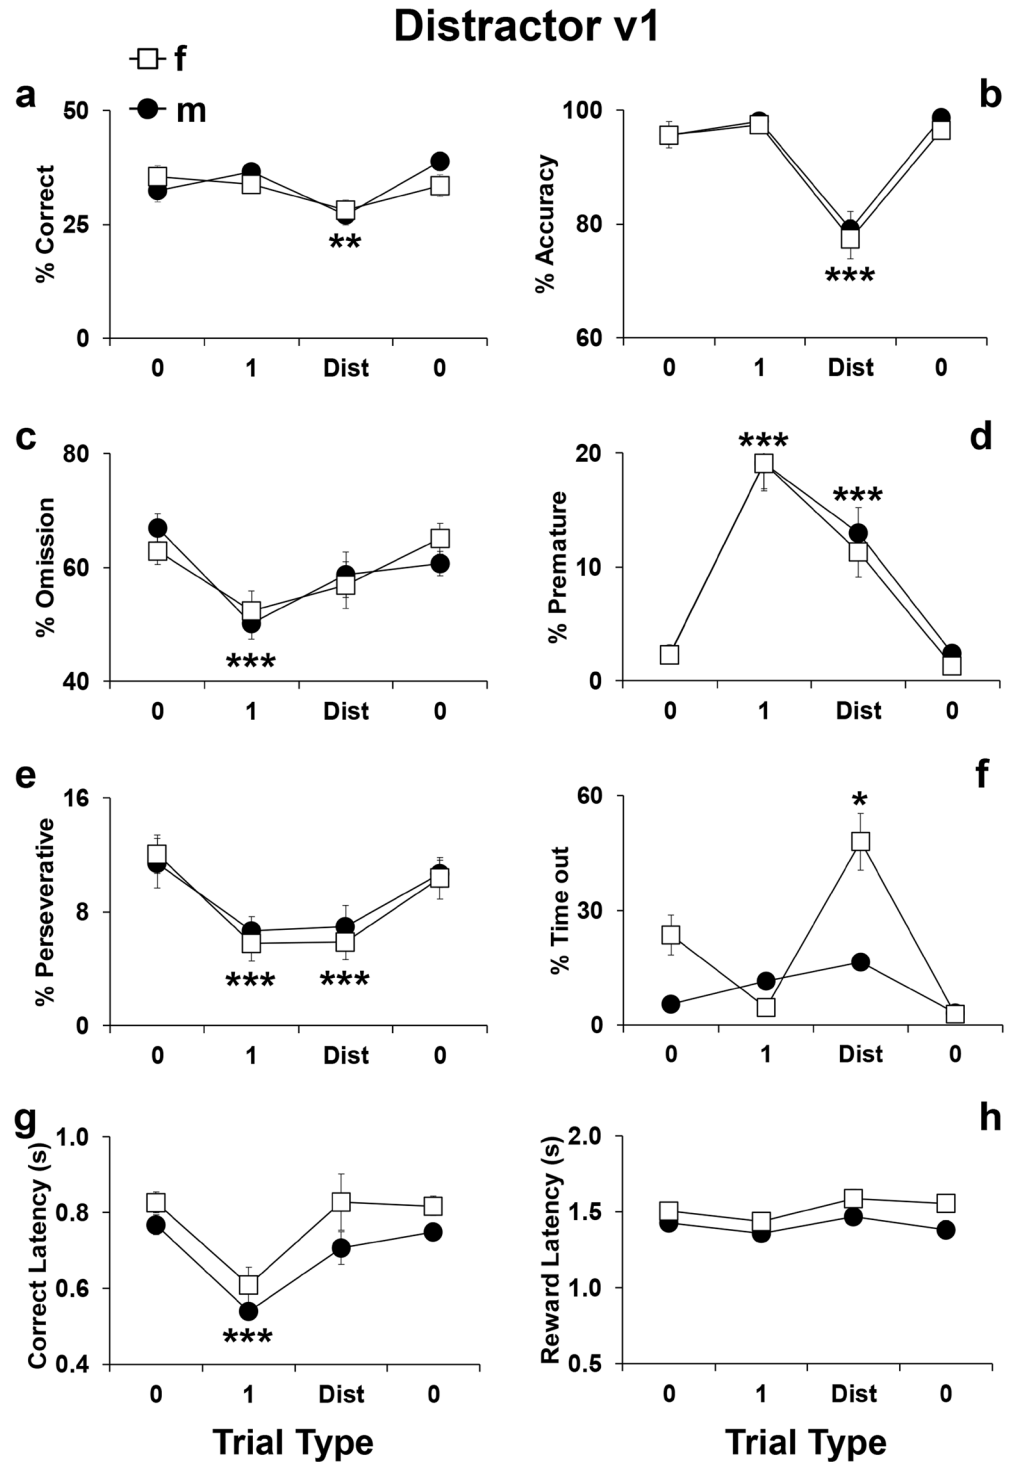 Distractor v1
f
m
a
% Correct
50
25
0
**
0 1 Dist 0
b
% Accuracy
100
80
60
***
0 1 Dist 0
c
% Omission
80
60
40
***
0 1 Dist 0
d
% Premature
20
10
0
***
***
0 1 Dist 0
e
% Perseverative
16
8
0
*** ***
0 1 Dist 0
f
% Time out
60
30
0
*
0 1 Dist 0
g
Correct Latency (s)
1.0
0.8
0.6
0.4
***
0 1 Dist 0
Trial Type
h
Reward Latency (s)
2.0
1.5
1.0
0.5
0 1 Dist 0
Trial Type